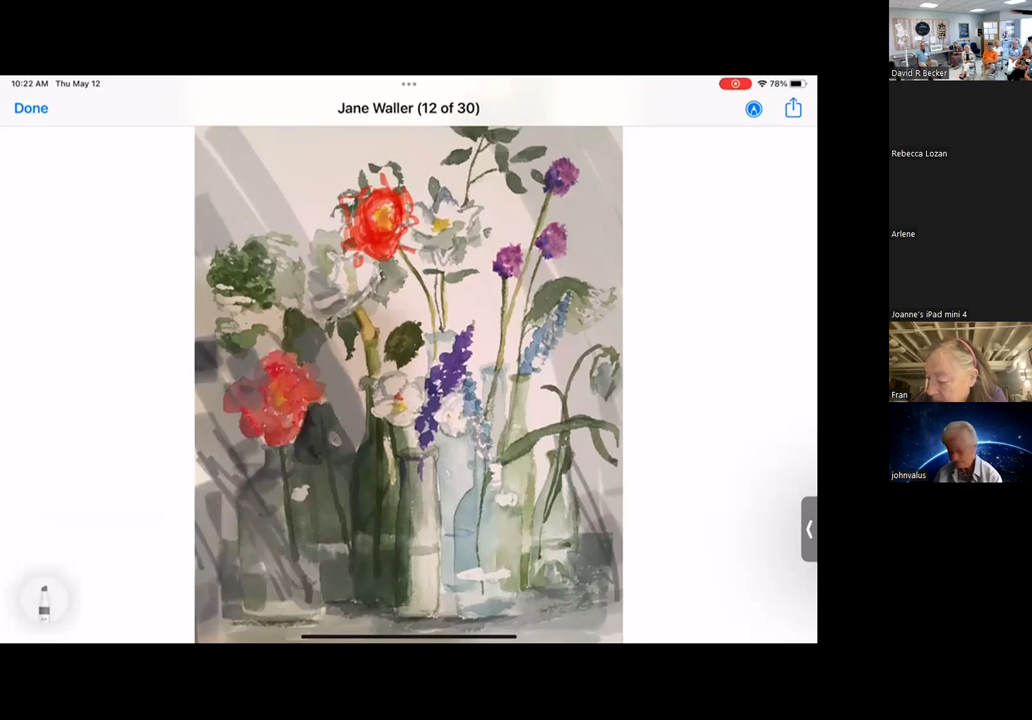 10:22 AM Thu May 12
78%
Done
Jane Waller (12 of 30)
David R Becker
Rebecca Lozan
Arlene
Joanne's iPad mini 4
Fran
johnvalus